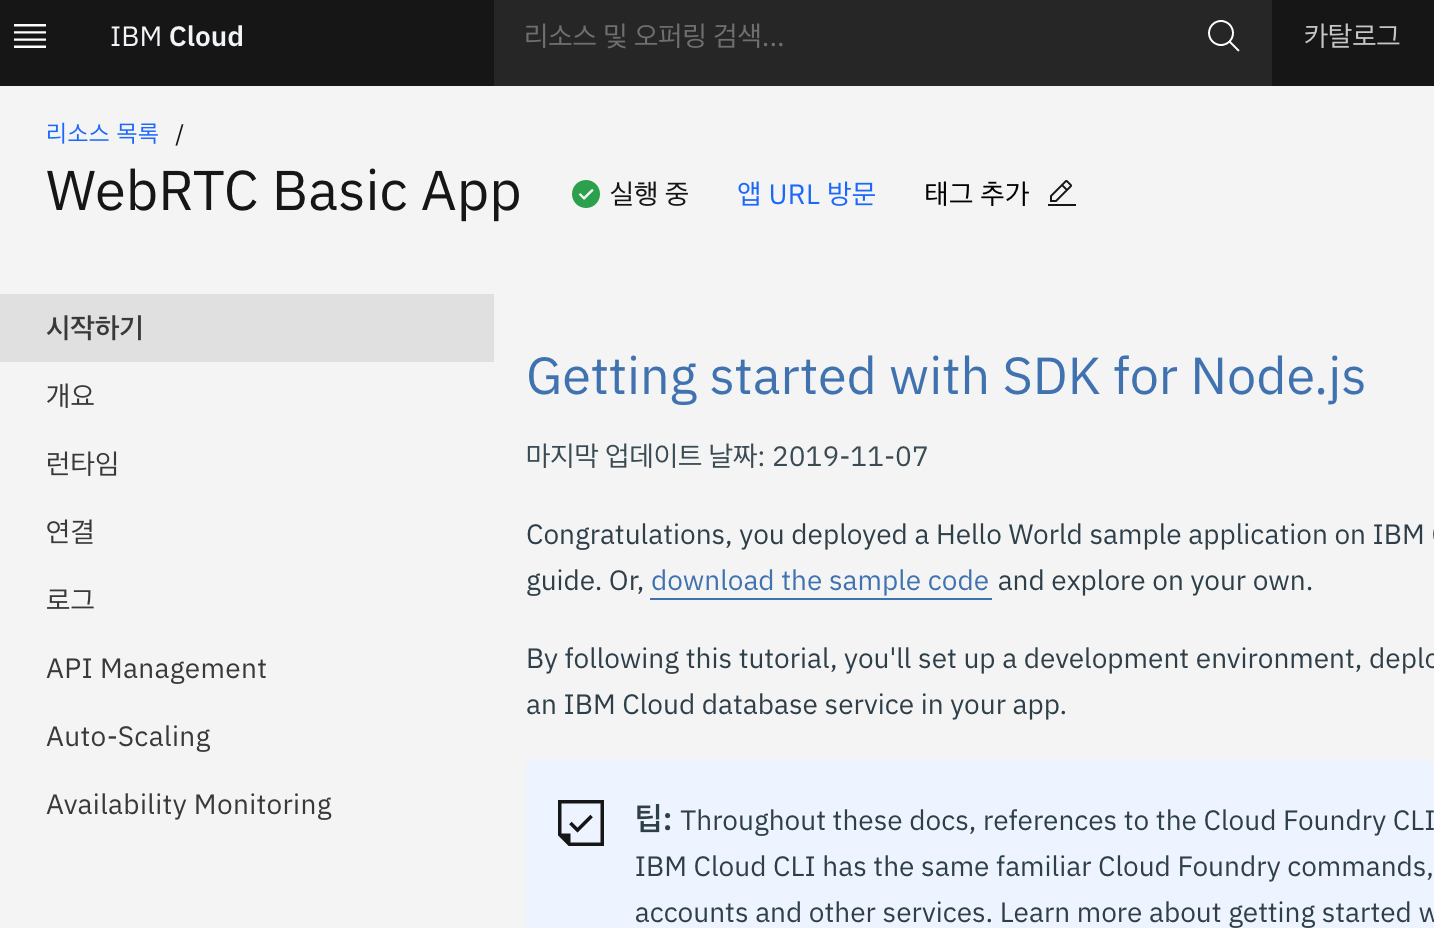 IBM Cloud
리소스 및 오퍼링 검색...
카탈로그
리소스 목록 /
WebRTC Basic App
실행 중
앱 URL 방문
태그 추가
시작하기
개요
런타임
연결
로그
API Management
Auto-Scaling
Availability Monitoring
Getting started with SDK for Node.js
마지막 업데이트 날짜: 2019-11-07
Congratulations, you deployed a Hello World sample application on IBM
guide. Or, download the sample code and explore on your own.
By following this tutorial, you'll set up a development environment,
an IBM Cloud database service in your app.
팁: Throughout these docs, references to the Cloud Foundry CLI
IBM Cloud CLI has the same familiar Cloud Foundry commands,
accounts and other services. Learn more about getting started